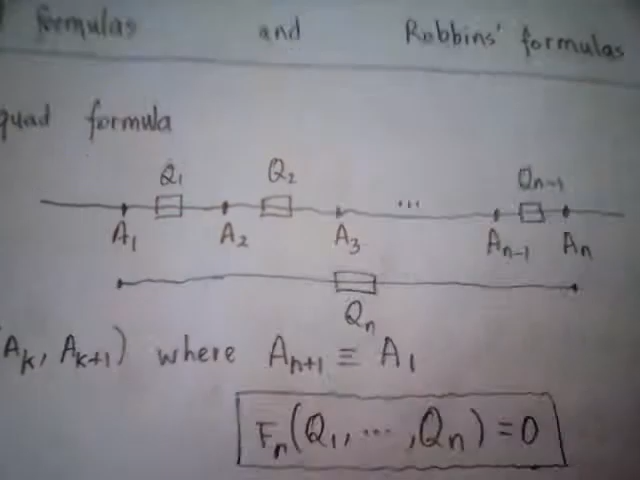 formulas and Robbins' formulas
quad formula
Q₁ Q₂ Qₙ₋₁
...
A₁ A₂ A₃ Aₙ₋₁ Aₙ
Qₙ
Aₖ, Aₖ₊₁) where Aₙ₊₁ ≡ A₁
Fₙ(Q₁, ..., Qₙ) = 0